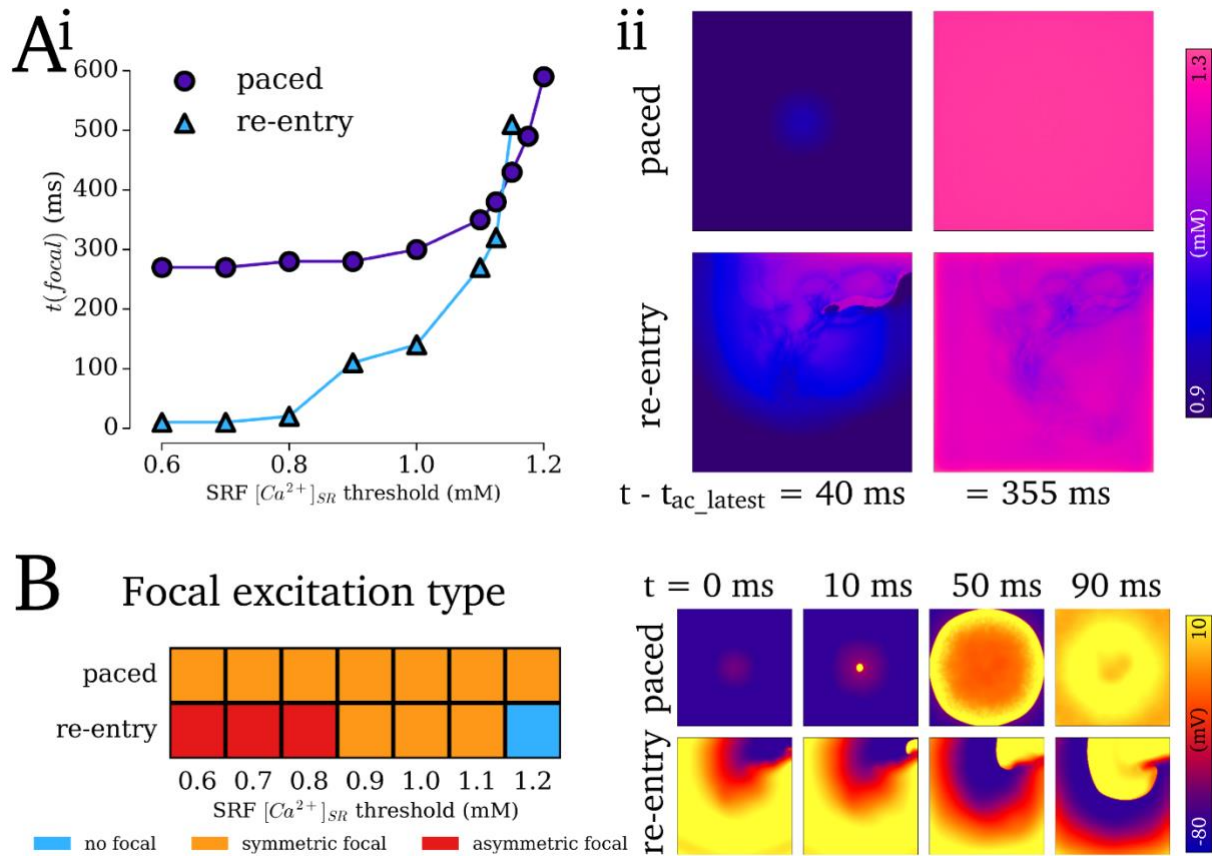 A i
600
500
400
300
200
100
0
t(focal) (ms)
paced
re-entry
0.6 0.8 1.0 1.2
SRF [Ca²⁺]SR threshold (mM)
ii
paced
re-entry
t - tac_latest = 40 ms = 355 ms
1.3
(mM)
0.9
B Focal excitation type
paced
re-entry
0.6 0.7 0.8 0.9 1.0 1.1 1.2
SRF [Ca²⁺]SR threshold (mM)
no focal symmetric focal asymmetric focal
t = 0 ms 10 ms 50 ms 90 ms
paced
re-entry
10
(mV)
-80